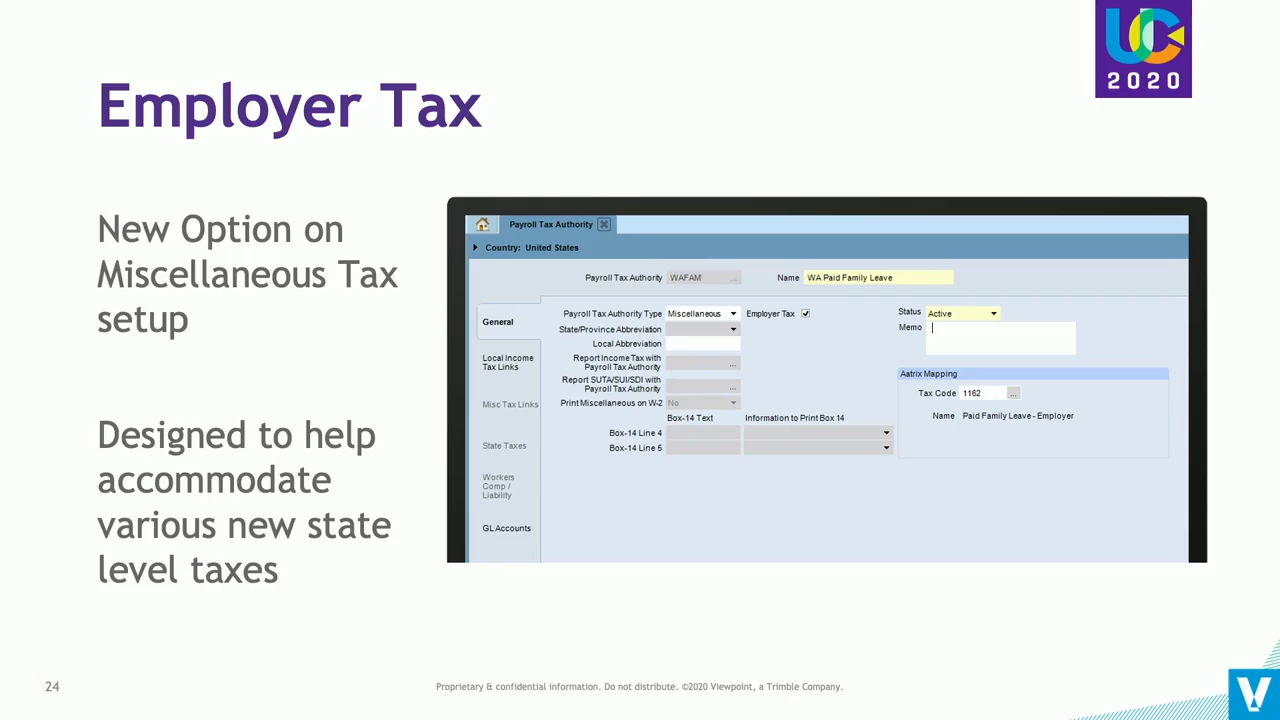 UC
2020
Employer Tax
New Option on
Miscellaneous Tax
setup
Designed to help
accommodate
various new state
level taxes
Payroll Tax Authority
Country: United States
Payroll Tax Authority WAFAM ... Name WA Paid Family Leave
General
Local Income
Tax Links
Misc Tax Links
State Taxes
Workers
Comp /
Liability
GL Accounts
Payroll Tax Authority Type Miscellaneous Employer Tax
State/Province Abbreviation
Local Abbreviation
Report Income Tax with
Payroll Tax Authority ...
Report SUTA/SUI/SDI with
Payroll Tax Authority ...
Print Miscellaneous on W-2 No
Box-14 Text Information to Print Box 14
Box-14 Line 4
Box-14 Line 5
Status Active
Memo
Aatrix Mapping
Tax Code 1162 ...
Name Paid Family Leave - Employer
24
Proprietary & confidential information. Do not distribute. ©2020 Viewpoint, a Trimble Company.
V